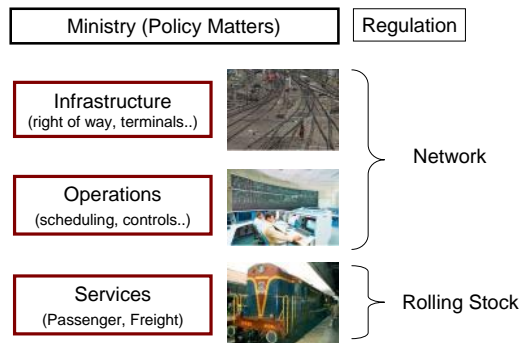 Ministry (Policy Matters)
Regulation
Infrastructure
(right of way, terminals..)
Network
Operations
(scheduling, controls..)
Services
(Passenger, Freight)
Rolling Stock